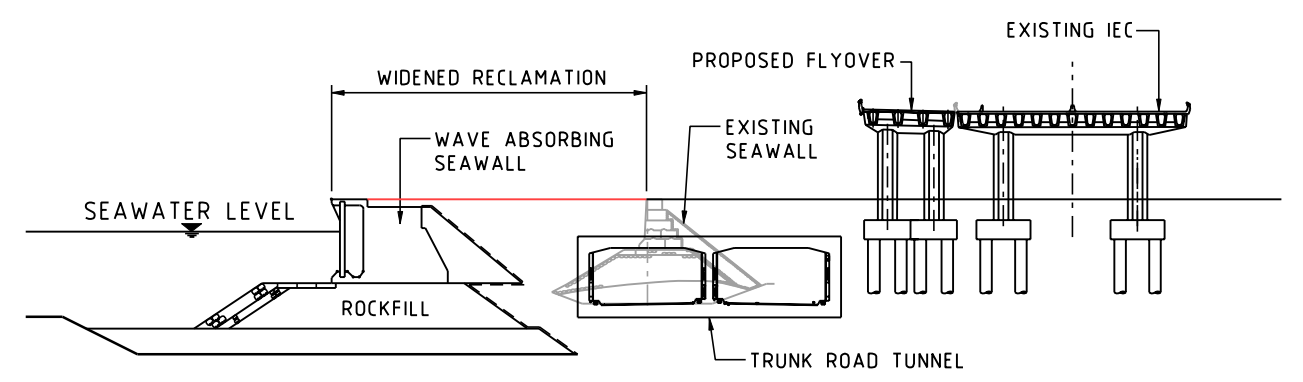 EXISTING IEC
PROPOSED FLYOVER
WIDENED RECLAMATION
WAVE ABSORBING
SEAWALL
EXISTING
SEAWALL
SEAWATER LEVEL
ROCKFILL
TRUNK ROAD TUNNEL